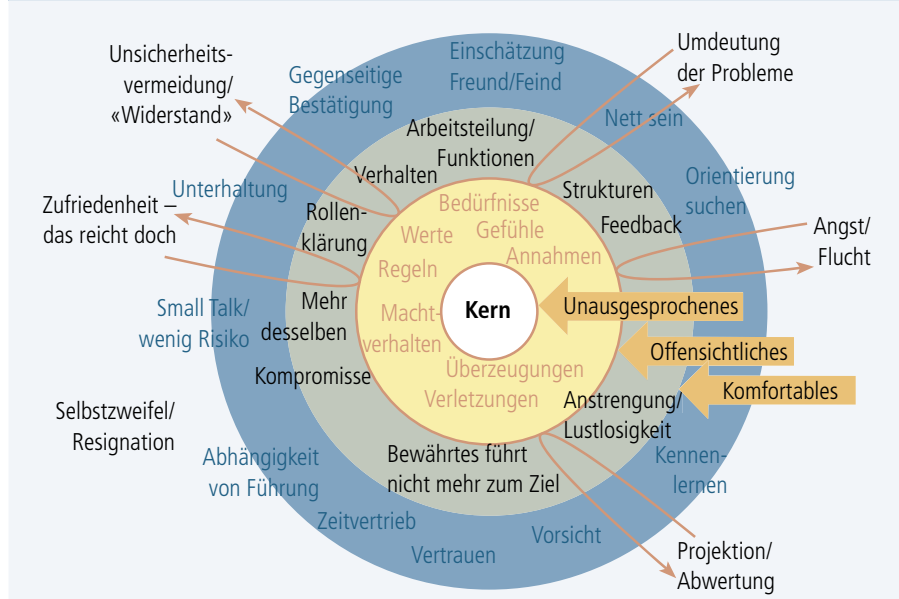 Unsicherheits-
vermeidung/
«Widerstand»
Gegenseitige
Bestätigung
Einschätzung
Freund/Feind
Umdeutung
der Probleme
Nett sein
Arbeitsteilung/
Funktionen
Verhalten
Strukturen
Orientierung
suchen
Unterhaltung
Zufriedenheit –
das reicht doch
Rollen-
klärung
Feedback
Bedürfnisse
Gefühle
Werte
Annahmen
Regeln
Angst/
Flucht
Kern
Unausgesprochenes
Small Talk/
wenig Risiko
Mehr
desselben
Macht-
verhalten
Offensichtliches
Überzeugungen
Verletzungen
Kompromisse
Komfortables
Anstrengung/
Lustlosigkeit
Selbstzweifel/
Resignation
Abhängigkeit
von Führung
Bewährtes führt
nicht mehr zum Ziel
Kennen-
lernen
Zeitvertrieb
Vertrauen
Vorsicht
Projektion/
Abwertung